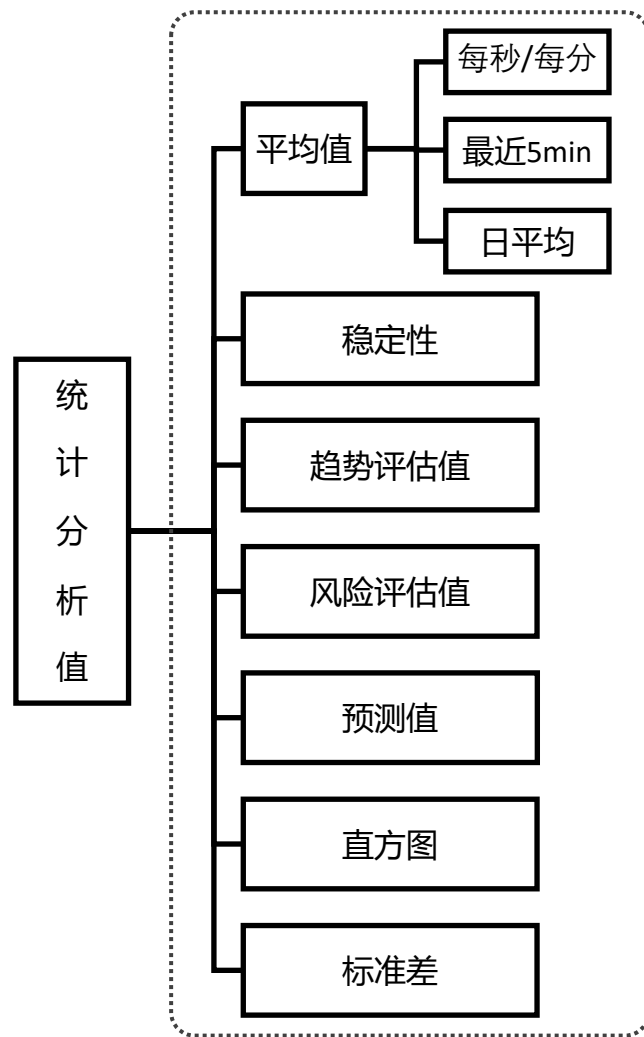 每秒/每分
平均值
最近5min
日平均
稳定性
统计分析值
趋势评估值
风险评估值
预测值
直方图
标准差